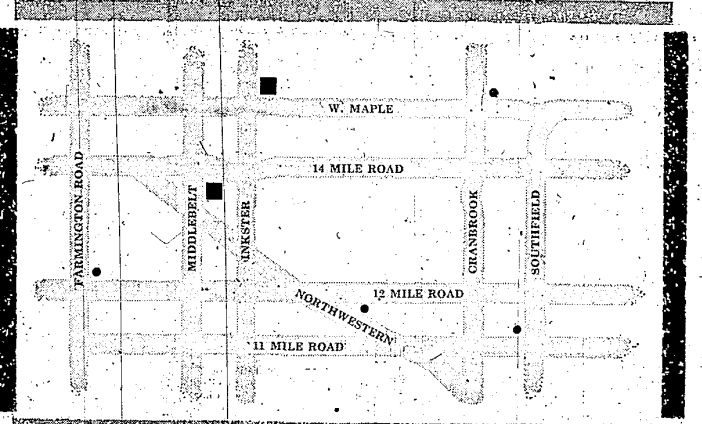 W. MAPLE
14 MILE ROAD
FARMINGTON ROAD
MIDDLEBELT
INKSTER
CRANBROOK
SOUTHFIELD
12 MILE ROAD
NORTHWESTERN
11 MILE ROAD